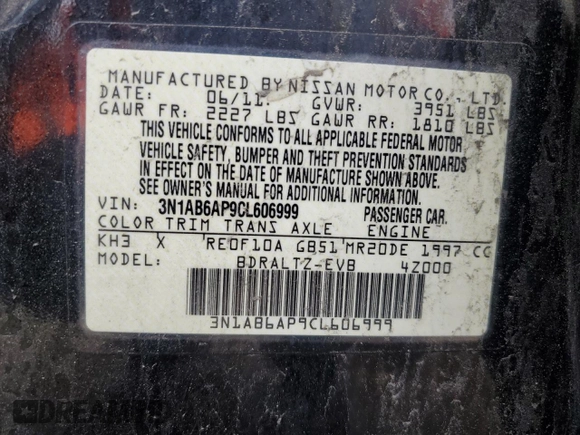 MANUFACTURED BY NISSAN MOTOR CO., LTD.
DATE: 06/11. GVWR: 3951 LBS
GAWR FR: 2227 LBS GAWR RR: 1810 LBS
THIS VEHICLE CONFORMS TO ALL APPLICABLE FEDERAL MOTOR
VEHICLE SAFETY, BUMPER AND THEFT PREVENTION STANDARDS
IN EFFECT ON THE DATE OF MANUFACTURE SHOWN ABOVE.
SEE OWNER'S MANUAL FOR ADDITIONAL INFORMATION.
VIN: 3N1AB6AP9CL606999 PASSENGER CAR.
COLOR TRIM TRANS AXLE ENGINE
KH3 X RE0F10A GB51 MR20DE 1997 CC
MODEL: BDRALTZ-EVB 4Z000
3N1AB6AP9CL606999
DREAMBID